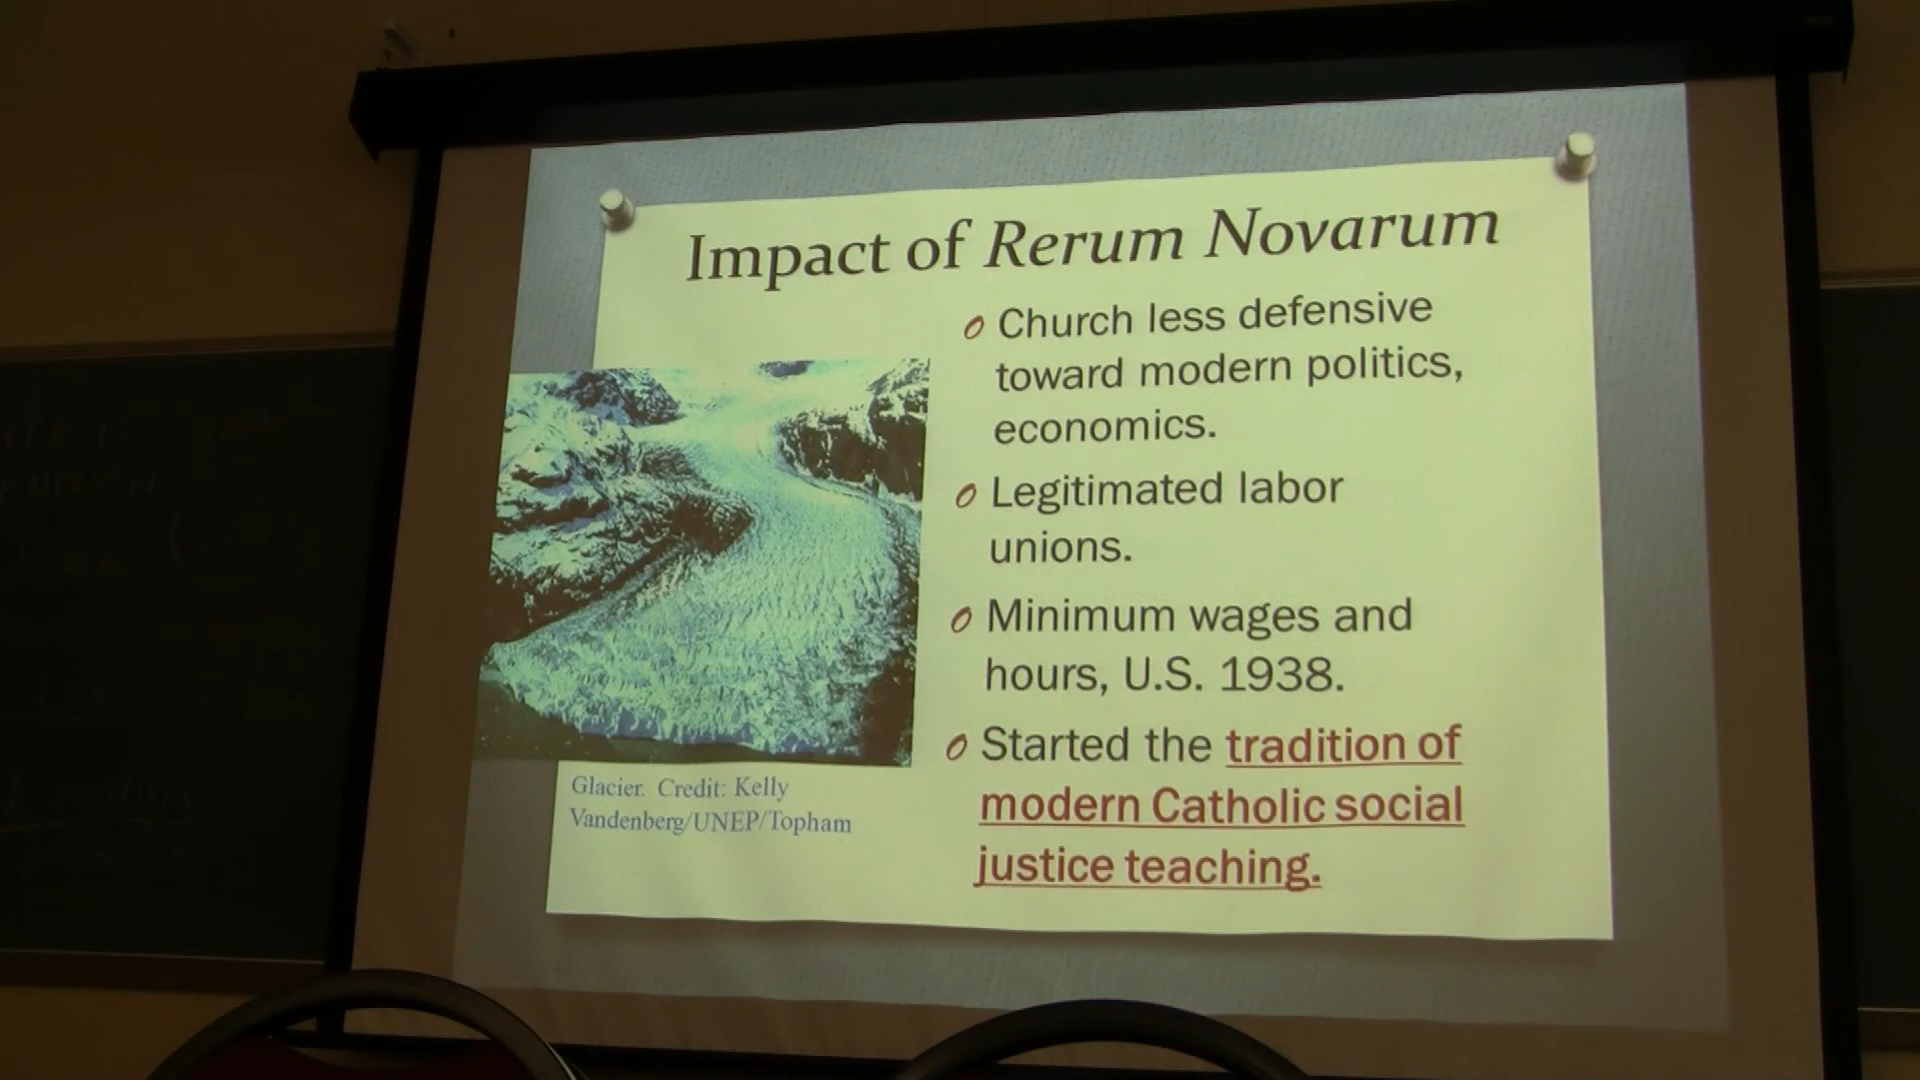 Impact of Rerum Novarum
Church less defensive
toward modern politics,
economics.
Legitimated labor
unions.
Minimum wages and
hours, U.S. 1938.
Started the tradition of
modern Catholic social
justice teaching.
Glacier. Credit: Kelly
Vandenberg/UNEP/Topham